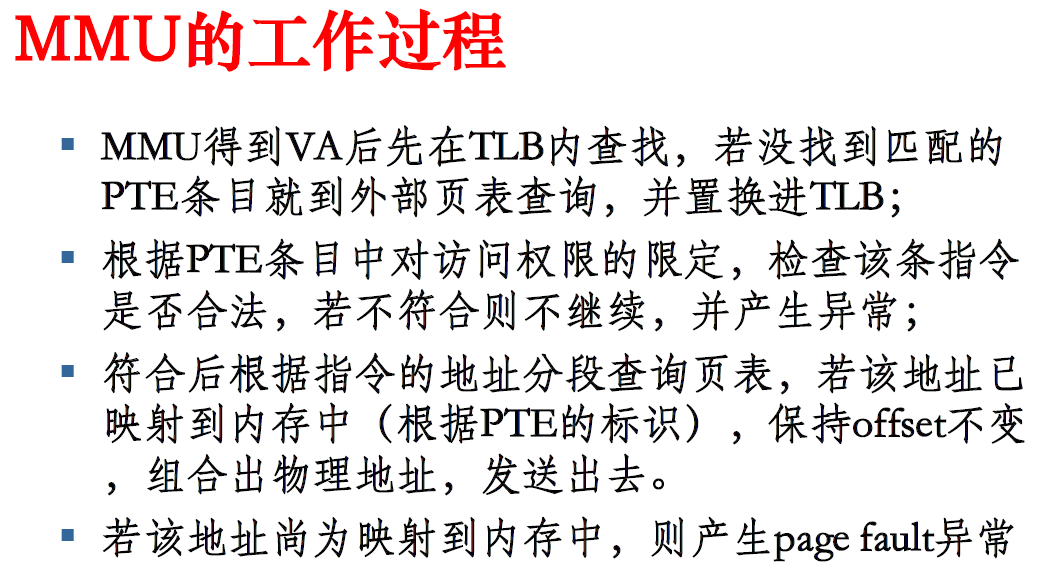 MMU的工作过程
▪ MMU得到VA后先在TLB内查找，若没找到匹配的
PTE条目就到外部页表查询，并置换进TLB；
▪ 根据PTE条目中对访问权限的限定，检查该条指令
是否合法，若不符合则不继续，并产生异常；
▪ 符合后根据指令的地址分段查询页表，若该地址已
映射到内存中（根据PTE的标识），保持offset不变
，组合出物理地址，发送出去。
▪ 若该地址尚为映射到内存中，则产生page fault异常